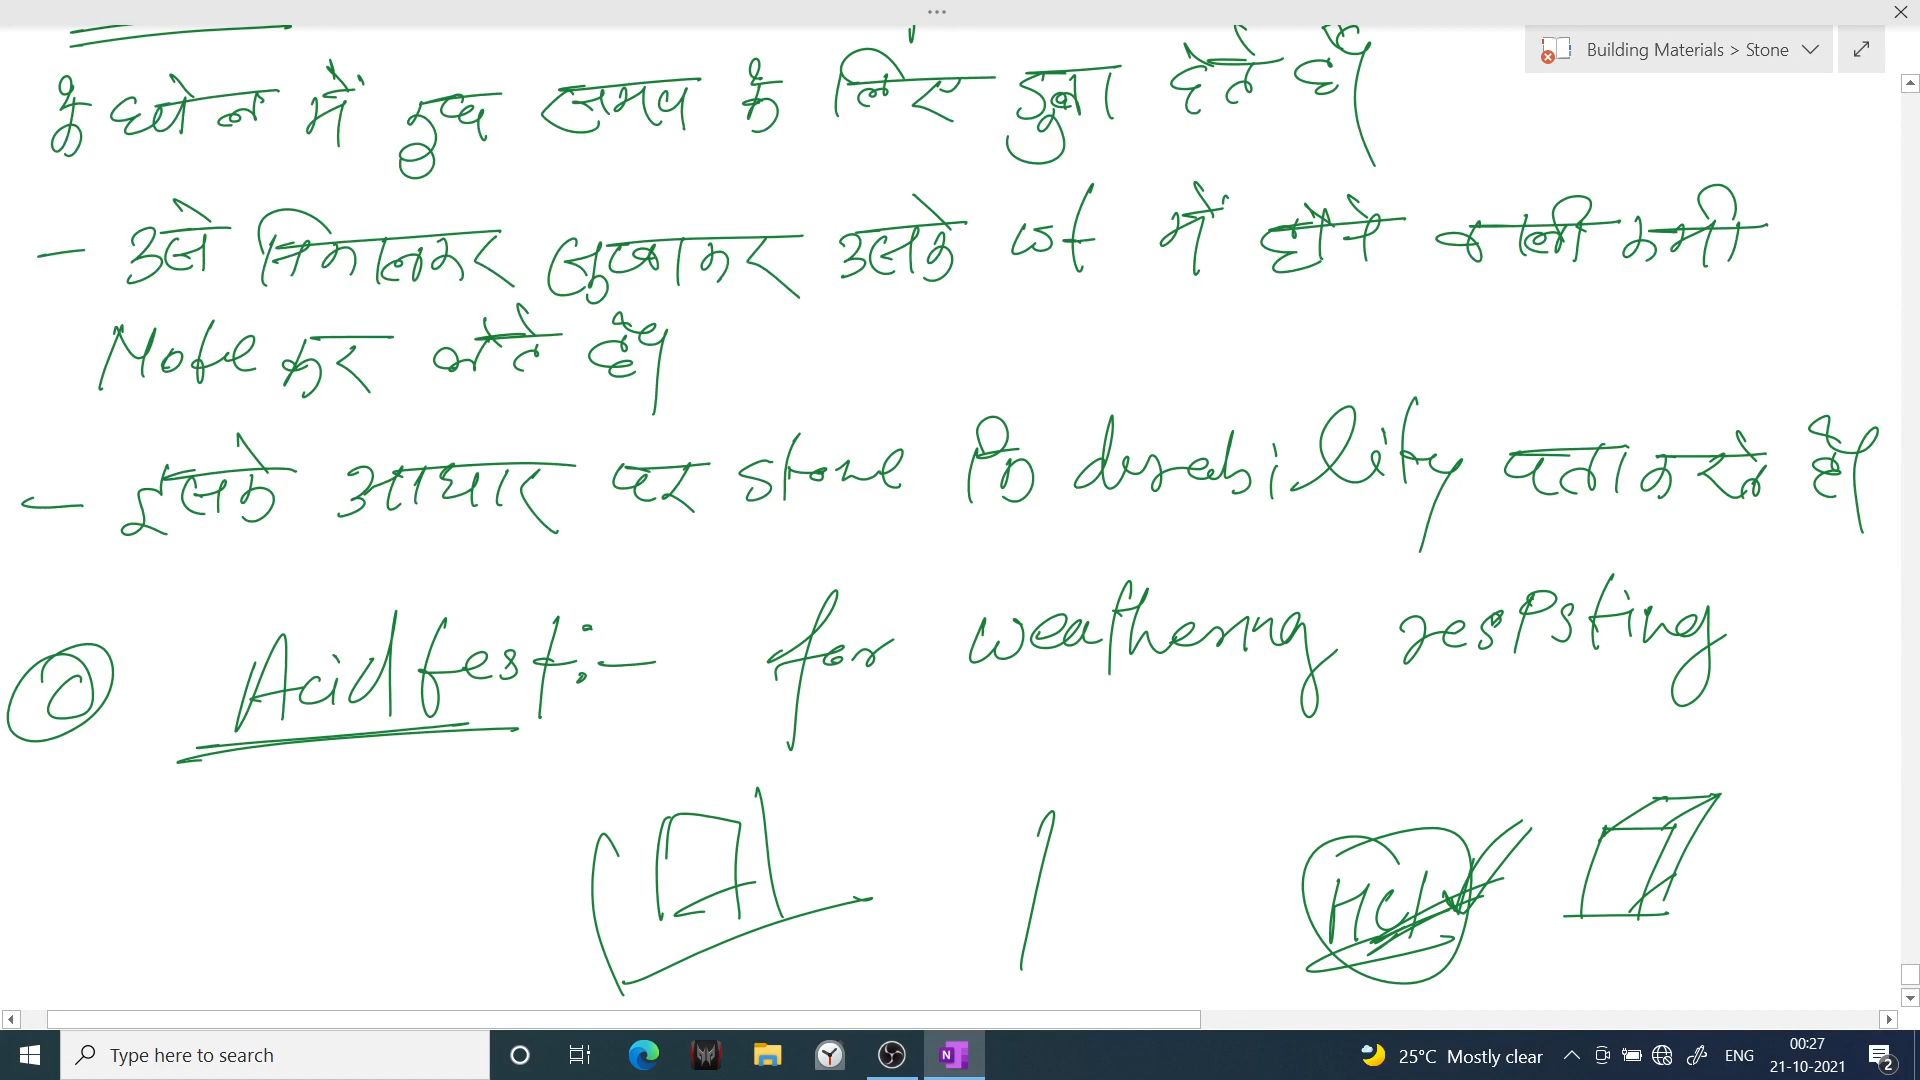 Building Materials > Stone
के घोल में कुछ समय के लिए डुबा देते हैं।
- उसे निकालकर सुखाकर उसके wt में होने वाली कमी
Note कर लेते हैं।
- इसके आधार पर stone की durability पता करते हैं।
Acid test :- for weathering resisting
HCl
Type here to search
25°C Mostly clear
ENG
00:27
21-10-2021
2